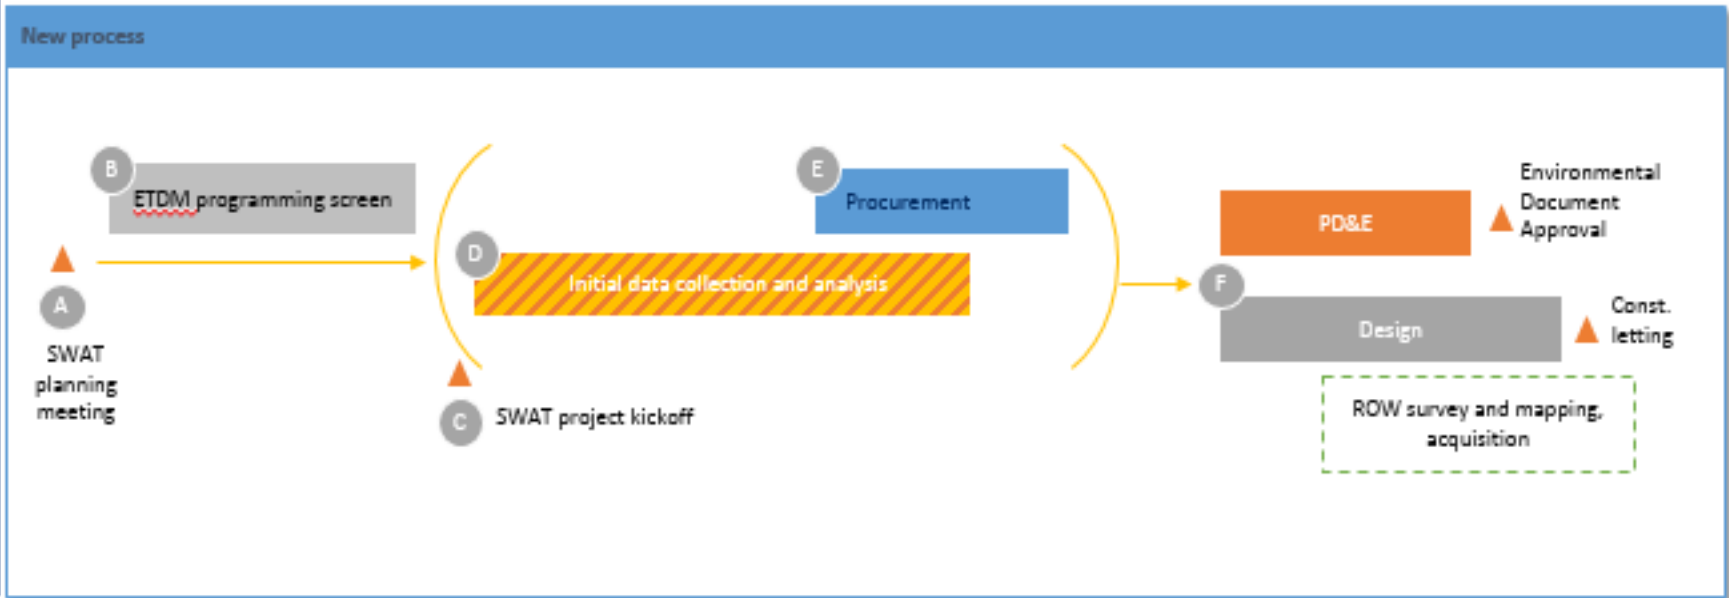 New process
B
ETDM programming screen
A
SWAT
planning
meeting
E
Procurement
D
Initial data collection and analysis
C
SWAT project kickoff
F
PD&E
Environmental
Document
Approval
Design
Const.
letting
ROW survey and mapping,
acquisition